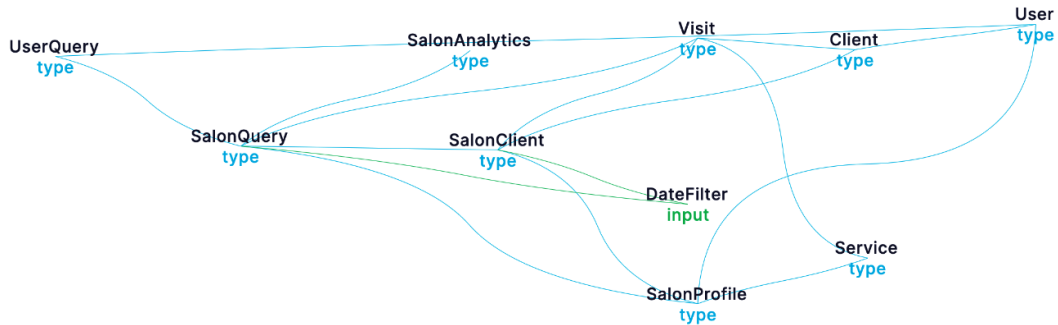 User
type
Visit
type
Client
type
SalonAnalytics
type
UserQuery
type
SalonQuery
type
SalonClient
type
DateFilter
input
Service
type
SalonProfile
type